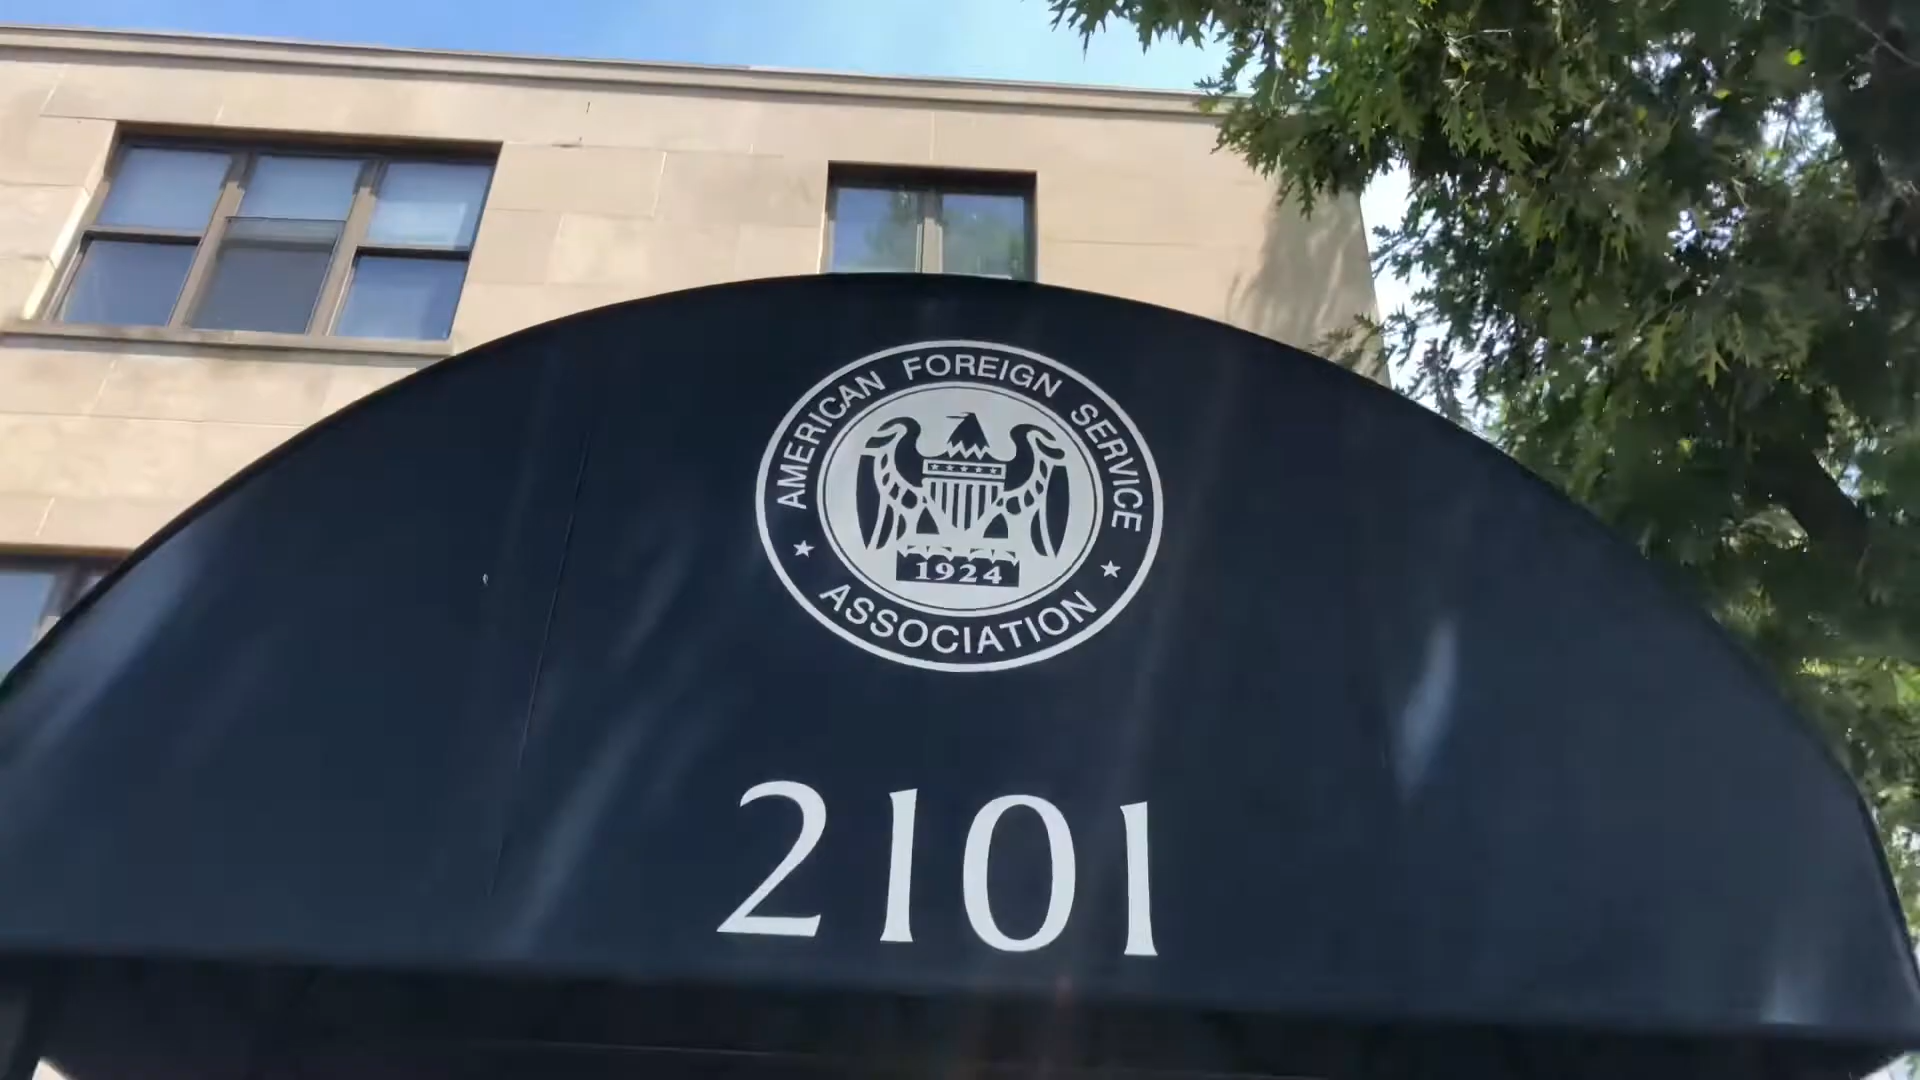 AMERICAN FOREIGN SERVICE
1924
ASSOCIATION
2101